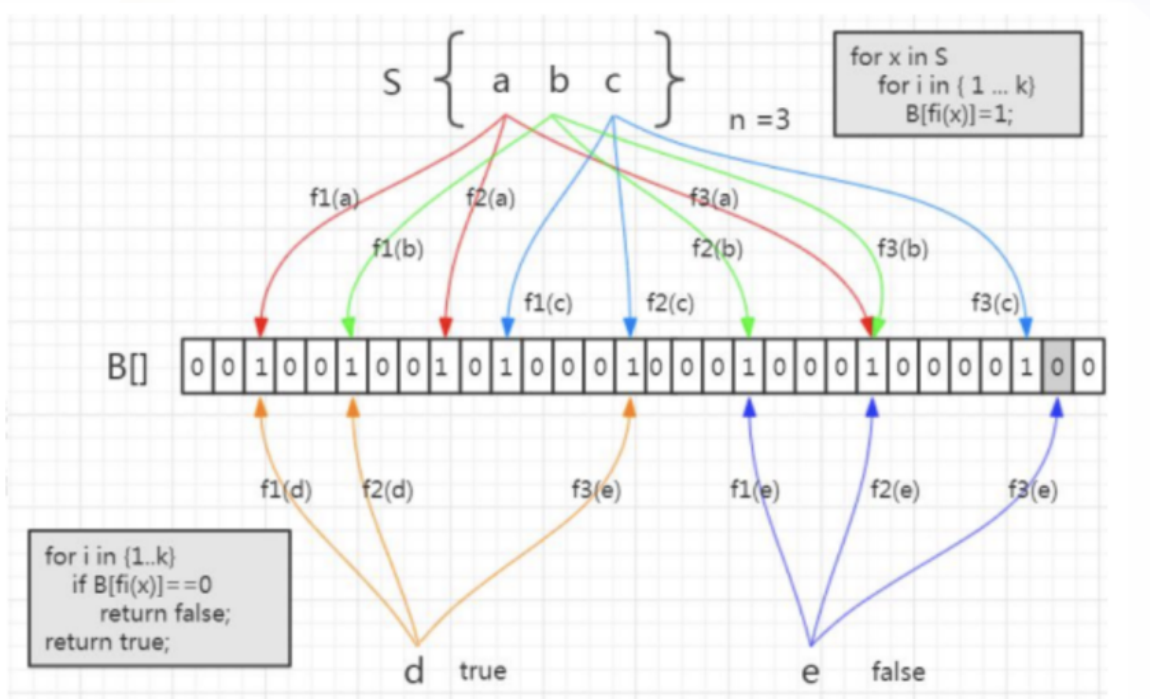 S { a b c }
n =3
for x in S
for i in { 1 ... k}
B[fi(x)]=1;
f1(a) f2(a) f3(a)
f1(b) f2(b) f3(b)
f1(c) f2(c) f3(c)
B[] 0 0 1 0 0 1 0 0 1 0 1 0 0 0 1 0 0 0 1 0 0 0 1 0 0 0 0 1 0 0
f1(d) f2(d) f3(e) f1(e) f2(e) f3(e)
for i in {1..k}
if B[fi(x)]==0
return false;
return true;
d true e false